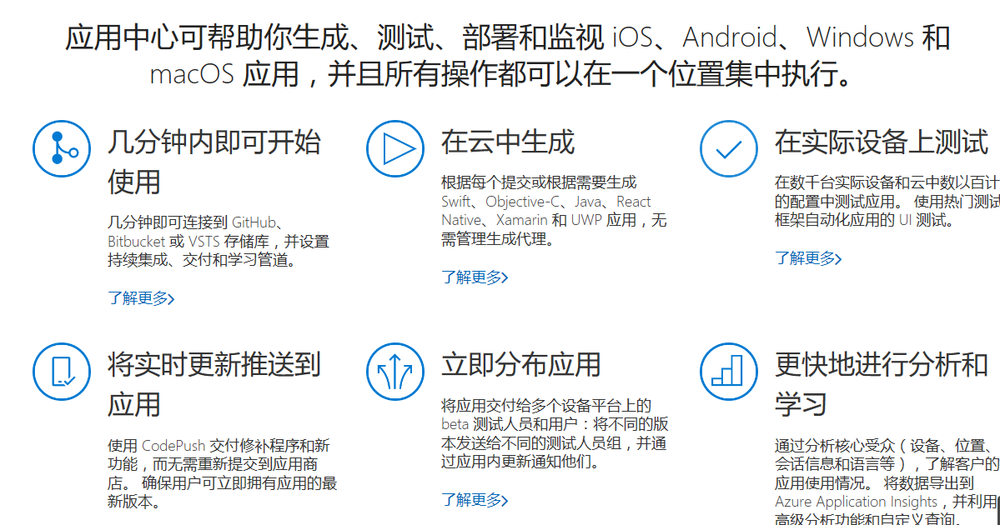 应用中心可帮助你生成、测试、部署和监视 iOS、Android、Windows 和
macOS 应用，并且所有操作都可以在一个位置集中执行。
几分钟内即可开始
使用
几分钟即可连接到 GitHub、
Bitbucket 或 VSTS 存储库，并设置
持续集成、交付和学习管道。
了解更多
在云中生成
根据每个提交或根据需要生成
Swift、Objective-C、Java、React
Native、Xamarin 和 UWP 应用，无
需管理生成代理。
了解更多
在实际设备上测试
在数千台实际设备和云中数以百计
的配置中测试应用。 使用热门测试
框架自动化应用的 UI 测试。
了解更多
将实时更新推送到
应用
使用 CodePush 交付修补程序和新
功能，而无需重新提交到应用商
店。 确保用户可立即拥有应用的最
新版本。
立即分布应用
将应用交付给多个设备平台上的
beta 测试人员和用户：将不同的版
本发送给不同的测试人员组，并通
过应用内更新通知他们。
了解更多
更快地进行分析和
学习
通过分析核心受众（设备、位置、
会话信息和语言等），了解客户的
应用使用情况。 将数据导出到
Azure Application Insights，并利用
高级分析功能和自定义查询。